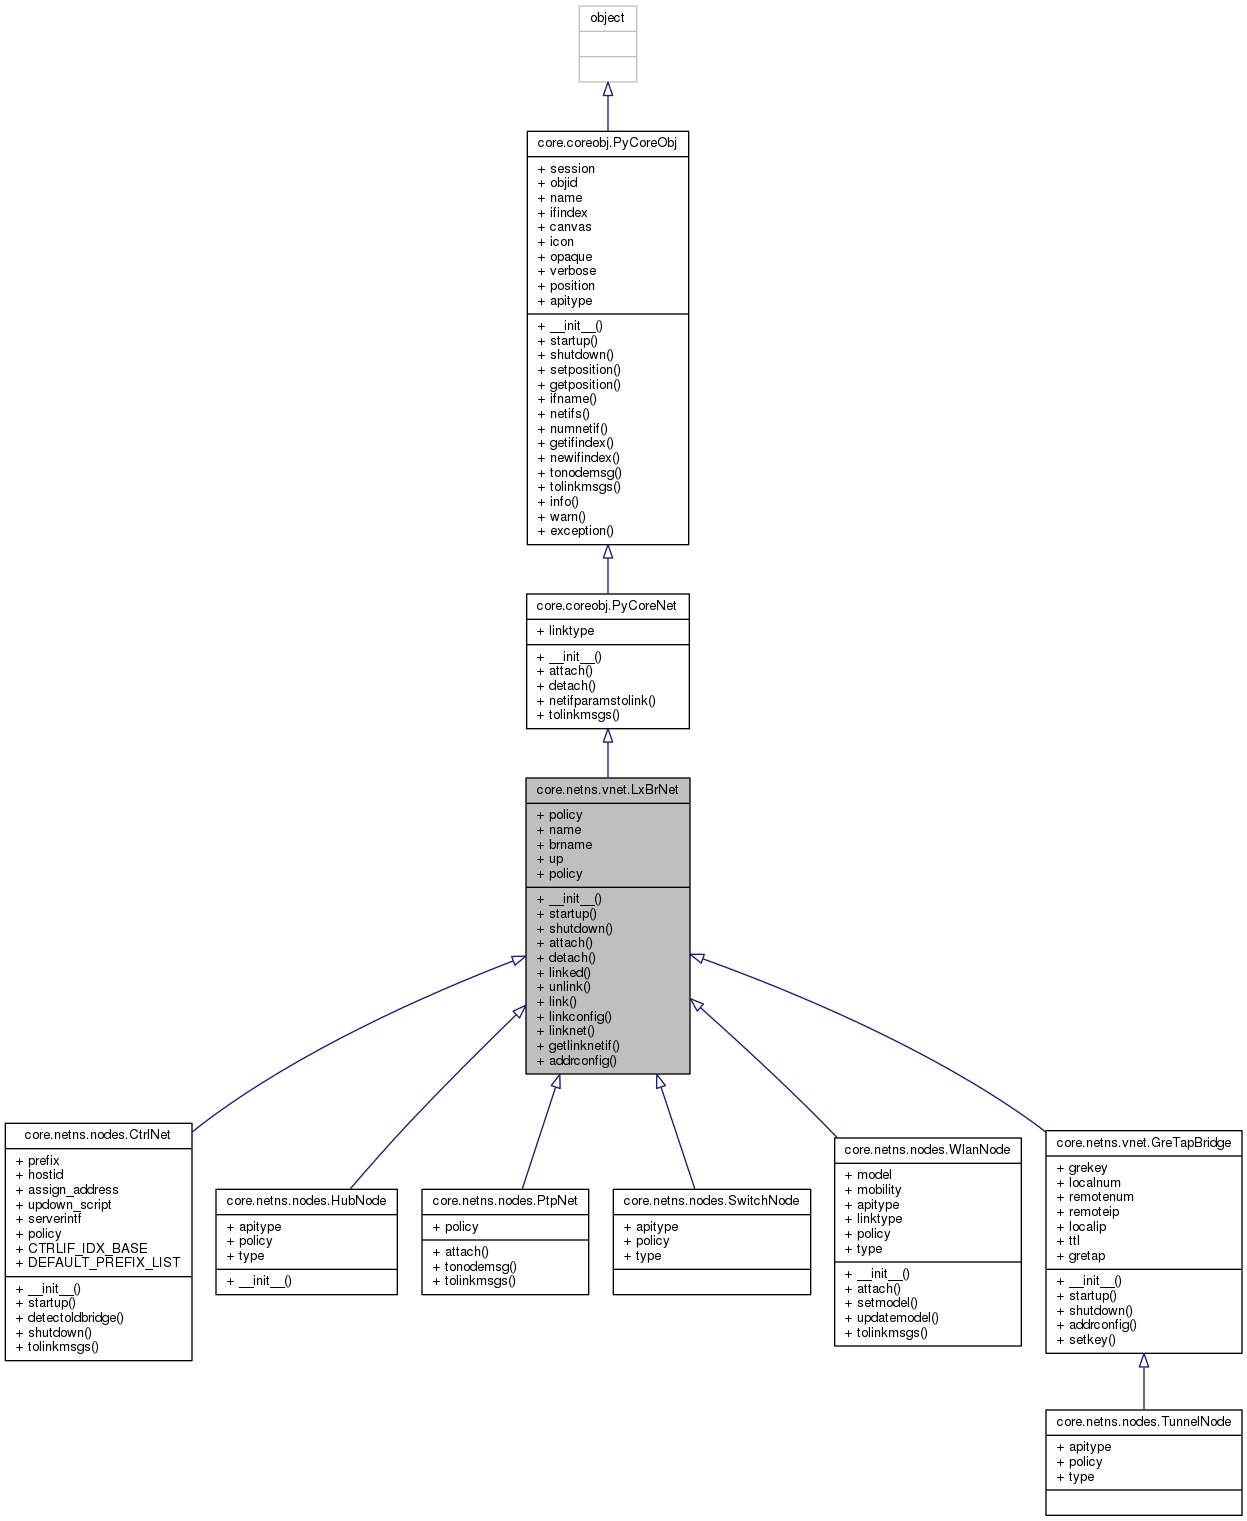 object
core.coreobj.PyCoreObj
+ session
+ objid
+ name
+ ifindex
+ canvas
+ icon
+ opaque
+ verbose
+ position
+ apitype
+ __init__()
+ startup()
+ shutdown()
+ setposition()
+ getposition()
+ ifname()
+ netifs()
+ numnetif()
+ getifindex()
+ newifindex()
+ tonodemsg()
+ tolinkmsgs()
+ info()
+ warn()
+ exception()
core.coreobj.PyCoreNet
+ linktype
+ __init__()
+ attach()
+ detach()
+ netifparamstolink()
+ tolinkmsgs()
core.netns.vnet.LxBrNet
+ policy
+ name
+ brname
+ up
+ policy
+ __init__()
+ startup()
+ shutdown()
+ attach()
+ detach()
+ linked()
+ unlink()
+ link()
+ linkconfig()
+ linknet()
+ getlinknetif()
+ addrconfig()
core.netns.nodes.CtrlNet
+ prefix
+ hostid
+ assign_address
+ updown_script
+ serverintf
+ policy
+ CTRLIF_IDX_BASE
+ DEFAULT_PREFIX_LIST
+ __init__()
+ startup()
+ detectoldbridge()
+ shutdown()
+ tolinkmsgs()
core.netns.nodes.HubNode
+ apitype
+ policy
+ type
+ __init__()
core.netns.nodes.PtpNet
+ policy
+ attach()
+ tonodemsg()
+ tolinkmsgs()
core.netns.nodes.SwitchNode
+ apitype
+ policy
+ type
core.netns.nodes.WlanNode
+ model
+ mobility
+ apitype
+ linktype
+ policy
+ type
+ __init__()
+ attach()
+ setmodel()
+ updatemodel()
+ tolinkmsgs()
core.netns.vnet.GreTapBridge
+ grekey
+ localnum
+ remotenum
+ remoteip
+ localip
+ ttl
+ gretap
+ __init__()
+ startup()
+ shutdown()
+ addrconfig()
+ setkey()
core.netns.nodes.TunnelNode
+ apitype
+ policy
+ type